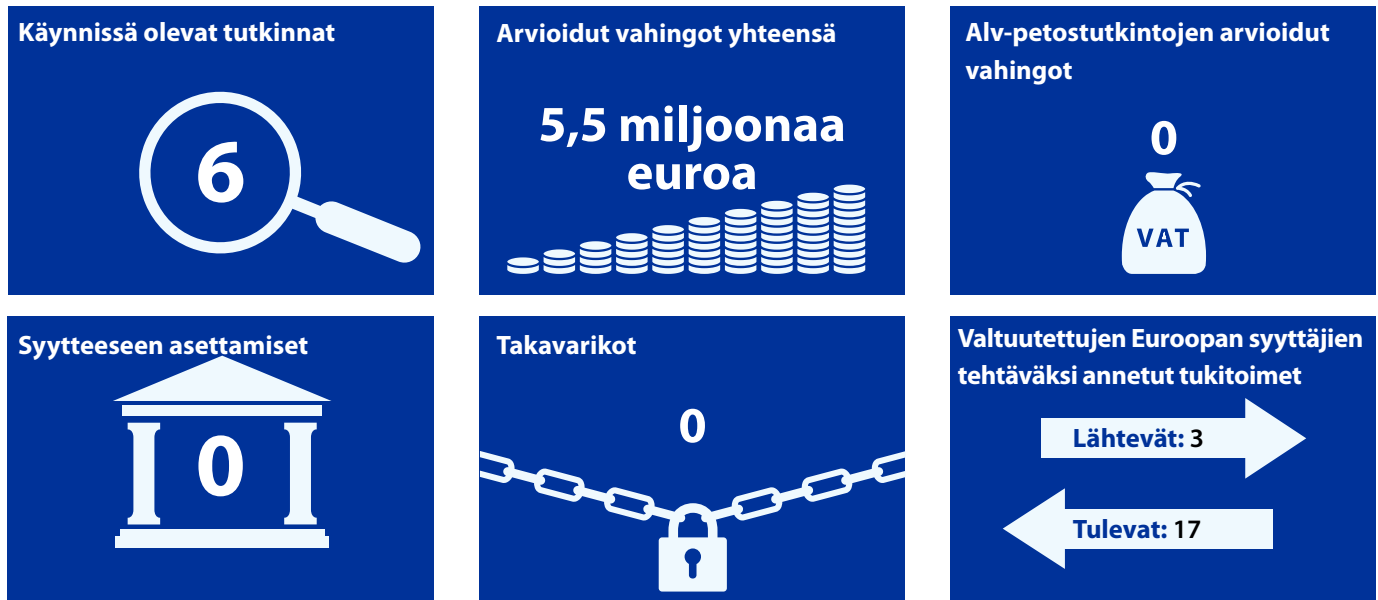 Käynnissä olevat tutkinnat
6
Arvioidut vahingot yhteensä
5,5 miljoonaa
euroa
Alv-petostutkintojen arvioidut
vahingot
0
VAT
Syytteeseen asettamiset
0
Takavarikot
0
Valtuutettujen Euroopan syyttäjien
tehtäväksi annetut tukitoimet
Lähtevät: 3
Tulevat: 17